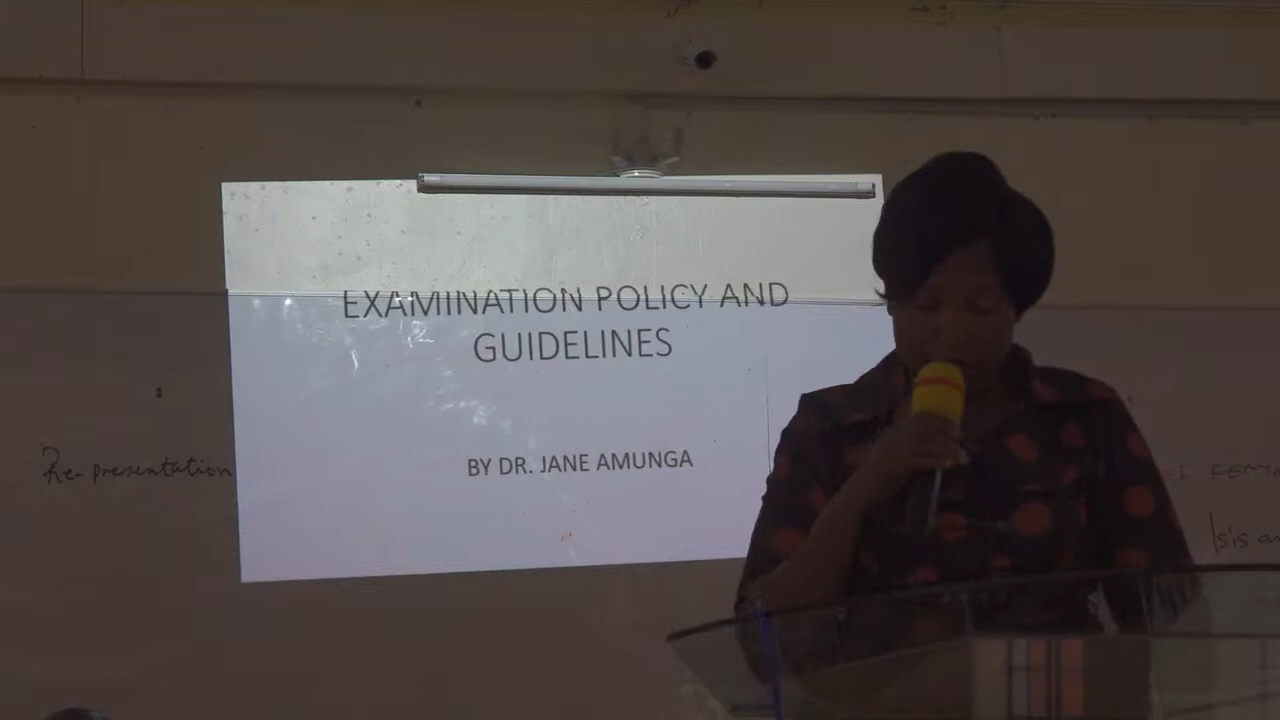 EXAMINATION POLICY AND
GUIDELINES
BY DR. JANE AMUNGA
Re-presentation